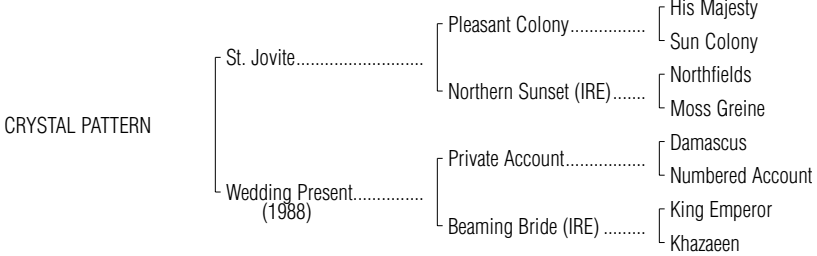 His Majesty
Pleasant Colony................
Sun Colony
St. Jovite...........................
Northfields
Northern Sunset (IRE).......
Moss Greine
CRYSTAL PATTERN
Damascus
Private Account.................
Numbered Account
Wedding Present...............
(1988)
King Emperor
Beaming Bride (IRE) .........
Khazaeen